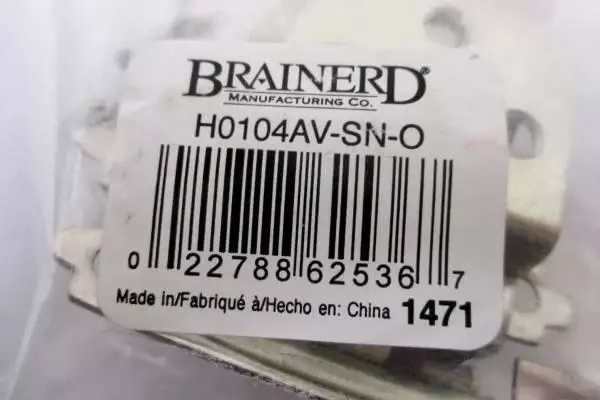 BRAINERD®
MANUFACTURING CO.
H0104AV-SN-O
0 22788 62536 7
Made in/Fabriqué à/Hecho en: China 1471